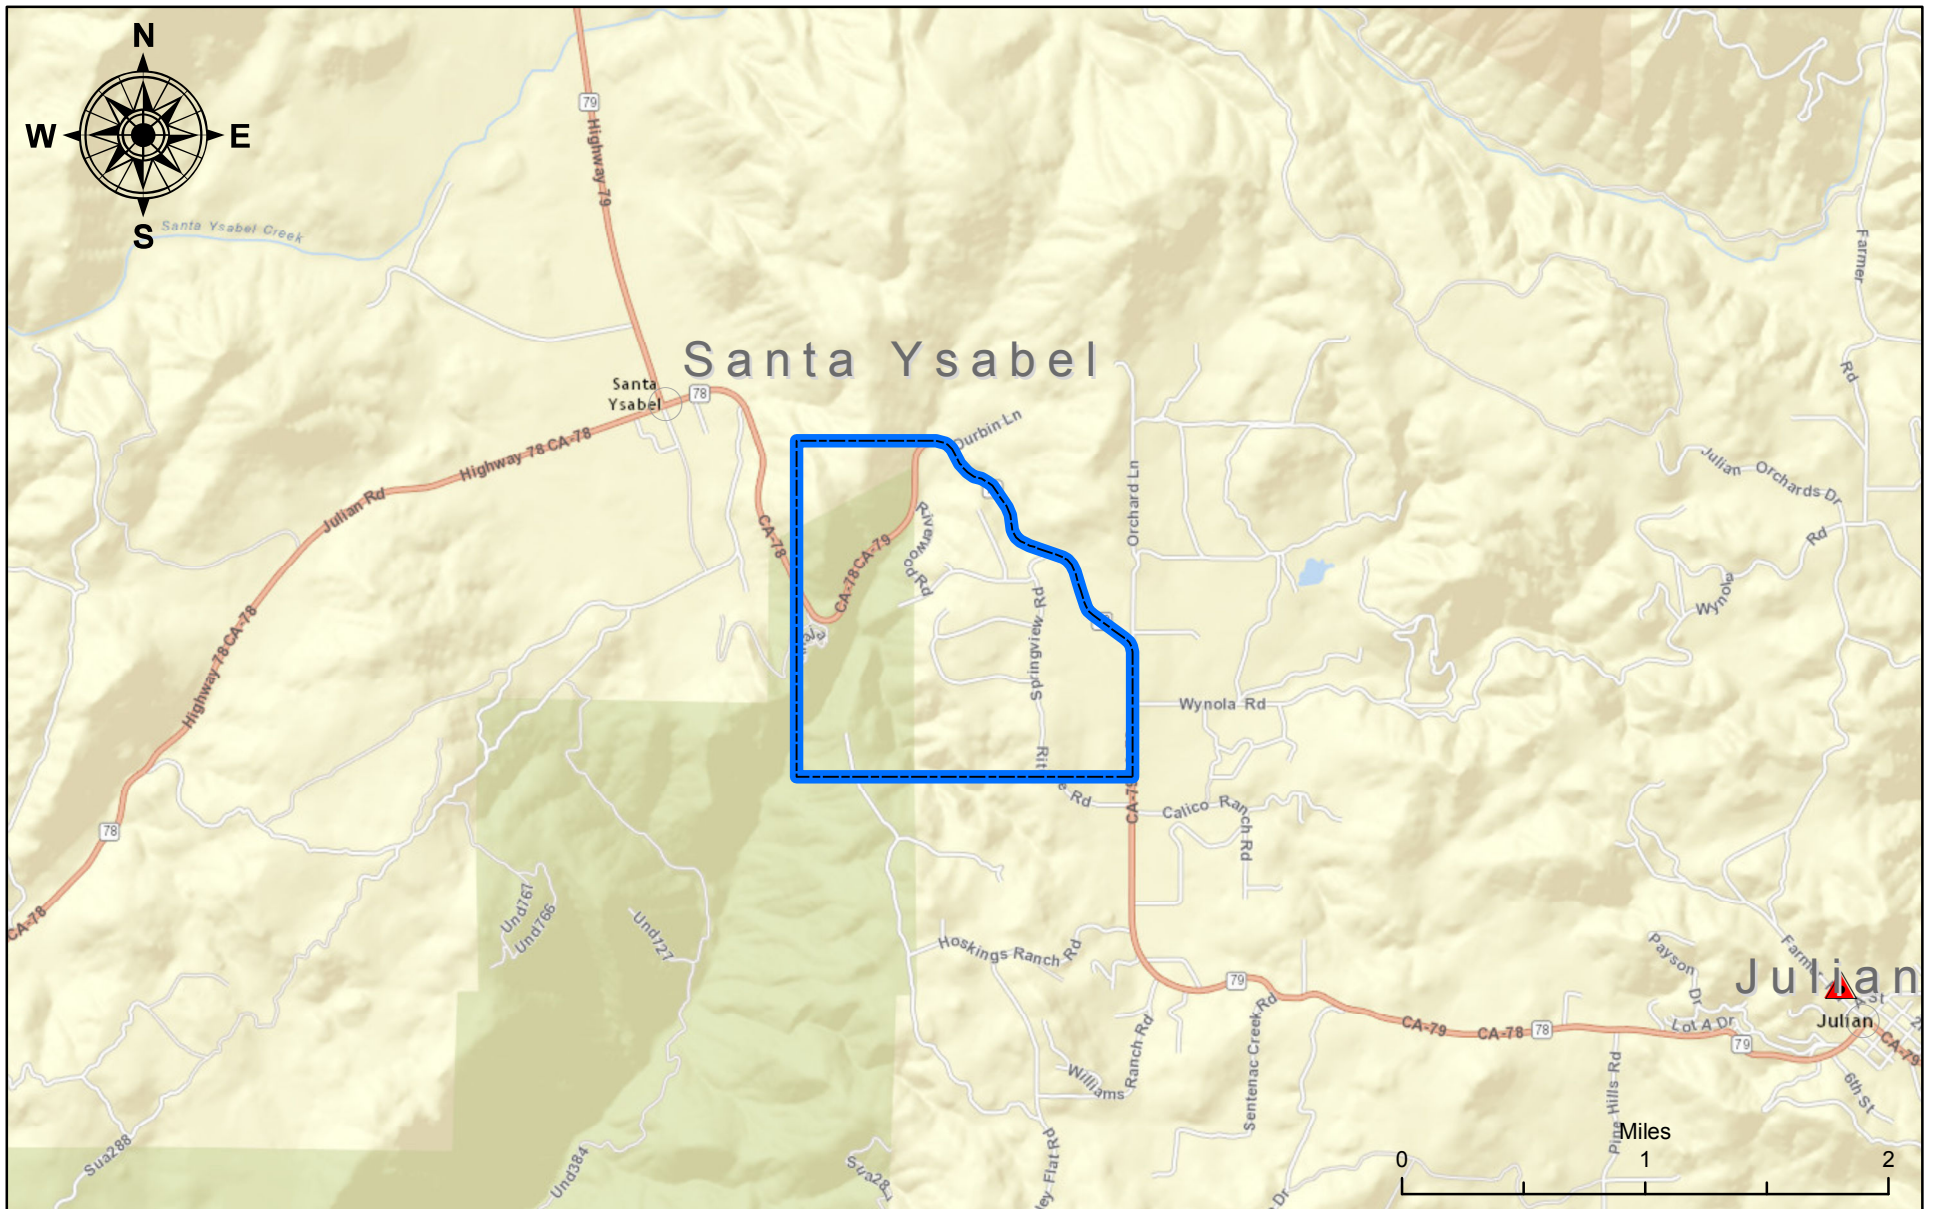 N
W
E
S
79
Highway 79
Santa Ysabel Creek
Farmer
Rd
Santa Ysabel
Santa
Ysabel
78
Highway 78 CA-78
Julian Rd
Durbin Ln
Orchard Ln
Julian Orchards Dr
Rd
Wynola
CA-78
CA-78 CA-79
Riverwood Rd
Springview Rd
Highway 78 CA-78
Wynola Rd
78
CA-79
Calico Ranch Rd
CA-78
Und767
Und766
Und727
Hoskings Ranch Rd
79
Sentenac Creek Rd
CA-79
CA-78
78
Payson Dr
Julian
St
Julian
Lot A Dr
79
CA-79
6th St
Pine Hills Rd
Williams Ranch Rd
Sua288
Und384
Miles
0
1
2